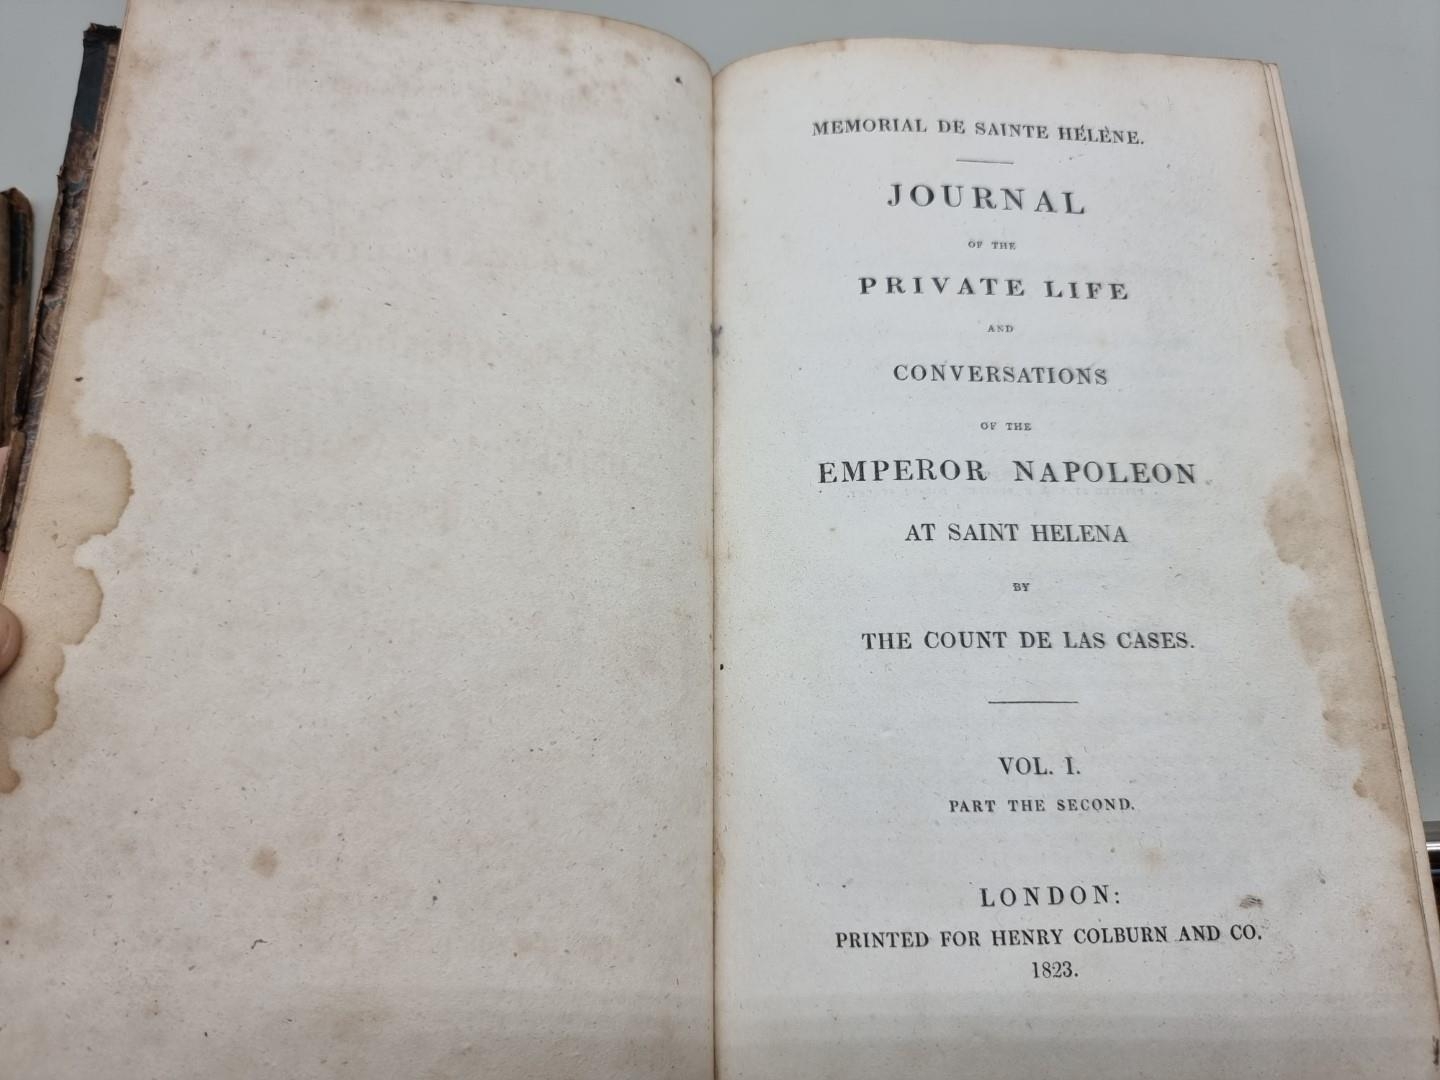 MEMORIAL DE SAINTE HÉLÈNE.
JOURNAL
OF THE
PRIVATE LIFE
AND
CONVERSATIONS
OF THE
EMPEROR NAPOLEON
AT SAINT HELENA
BY
THE COUNT DE LAS CASES.
VOL. I.
PART THE SECOND.
LONDON:
PRINTED FOR HENRY COLBURN AND CO.
1823.